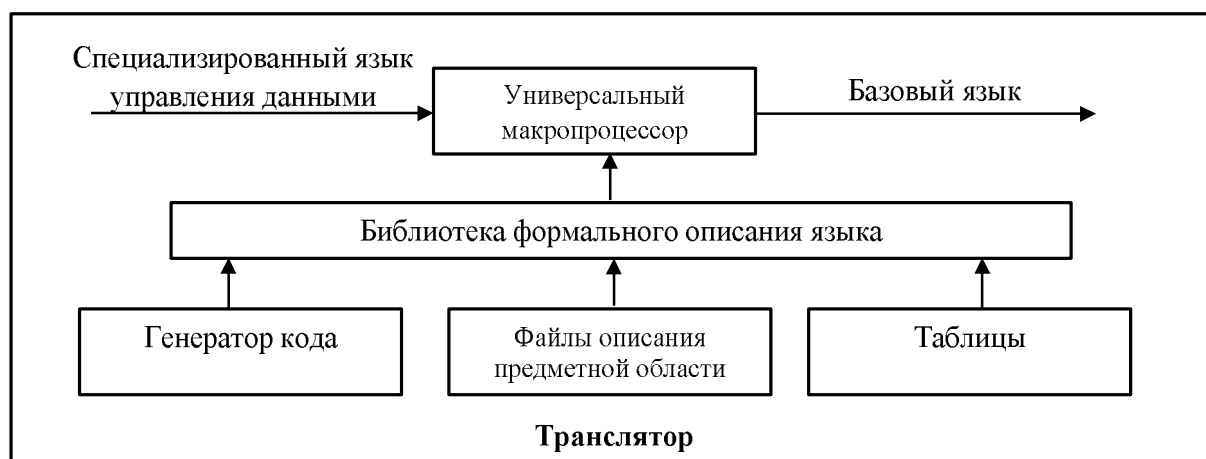 Специализированный язык
управления данными
Универсальный
макропроцессор
Базовый язык
Библиотека формального описания языка
Генератор кода
Файлы описания
предметной области
Таблицы
Транслятор